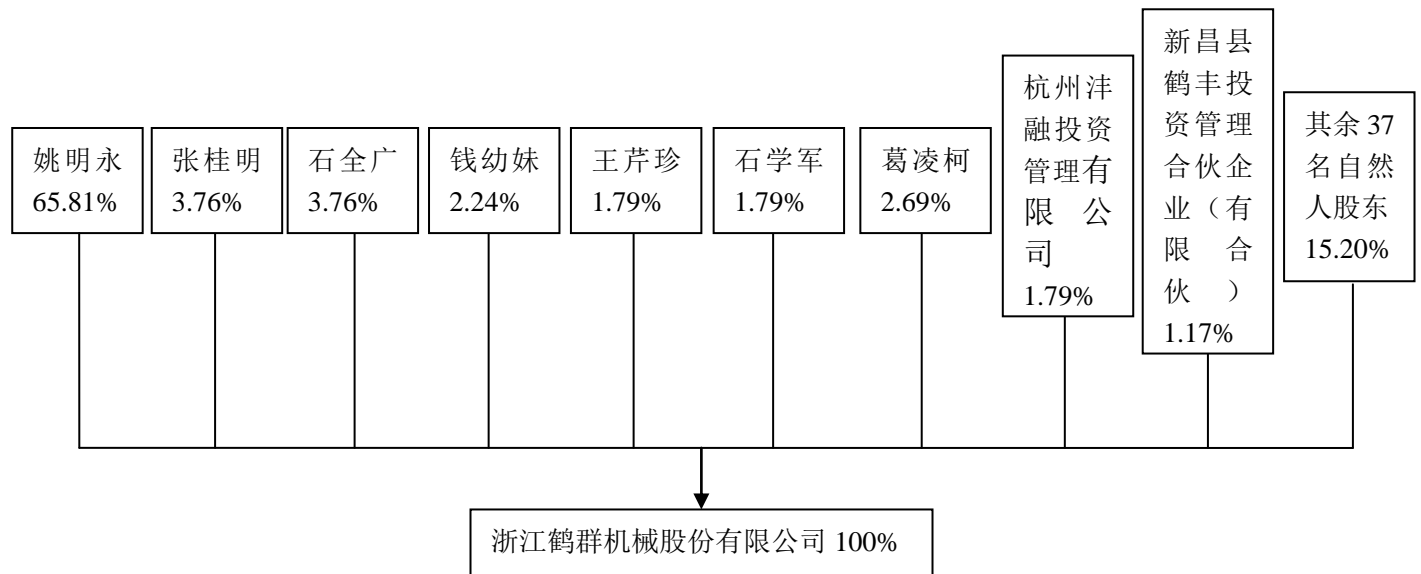 姚明永
65.81%
张桂明
3.76%
石全广
3.76%
钱幼妹
2.24%
王芹珍
1.79%
石学军
1.79%
葛凌柯
2.69%
杭州沣
融投资
管理有
限公
司
1.79%
新昌县
鹤丰投
资管理
合伙企
业（有
限合
伙）
1.17%
其余 37
名自然
人股东
15.20%
浙江鹤群机械股份有限公司 100%